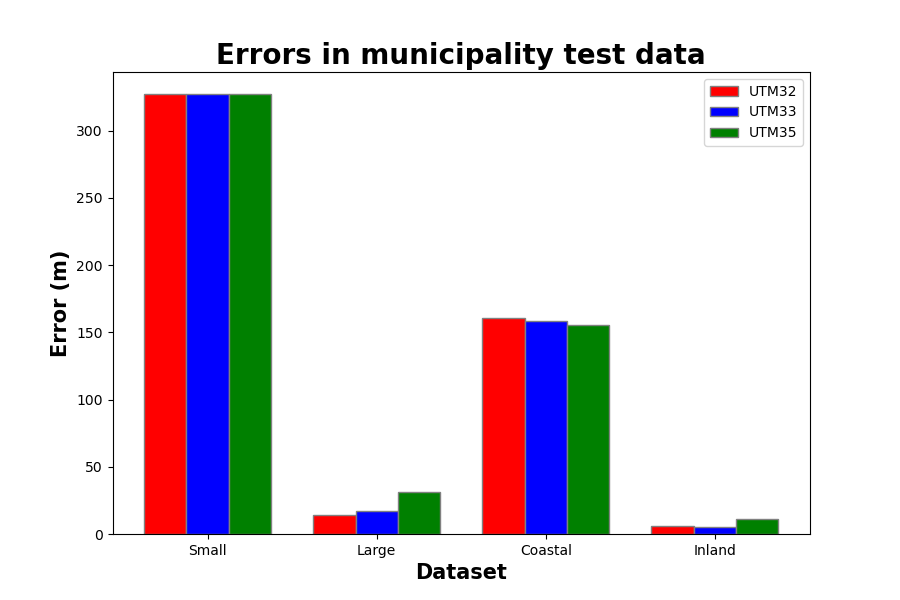 Errors in municipality test data
UTM32
UTM33
UTM35
Error (m)
300
250
200
150
100
50
0
Small Large Coastal Inland
Dataset